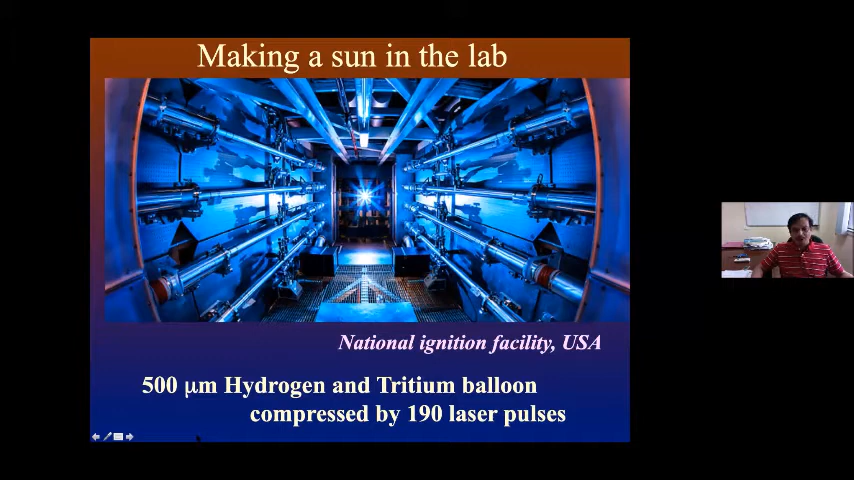 Making a sun in the lab
National ignition facility, USA
500 μm Hydrogen and Tritium balloon
compressed by 190 laser pulses